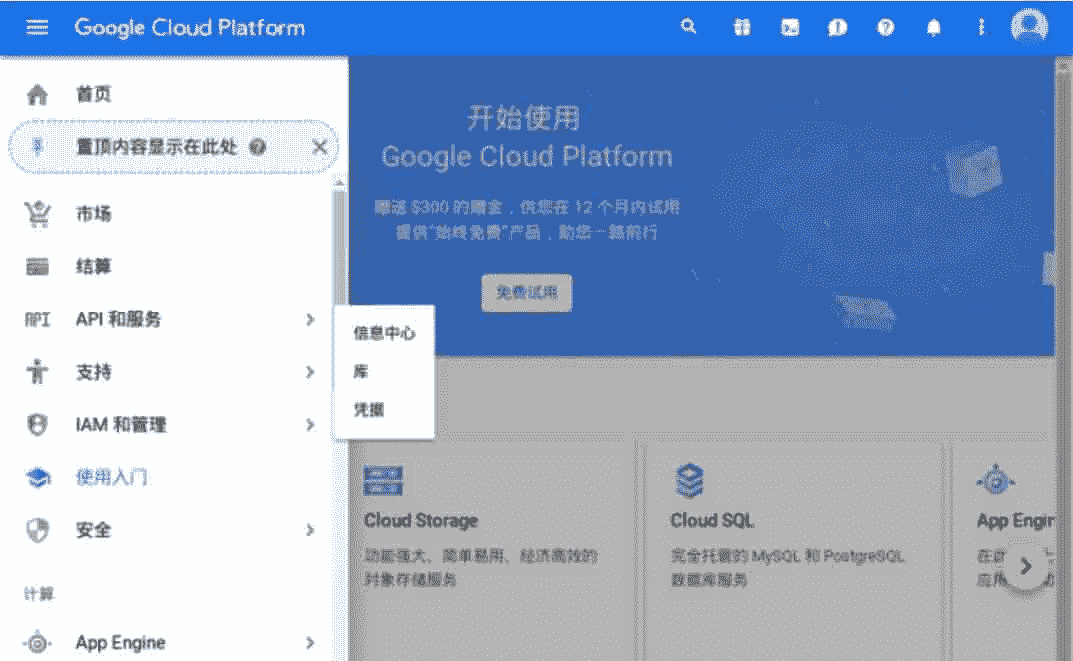 Google Cloud Platform
首页
置顶内容显示在此处
市场
结算
API API 和服务
支持
IAM 和管理
使用入门
安全
计算
App Engine
信息中心
库
凭据
开始使用
Google Cloud Platform
赠送 $300 的赠金，供您在 12 个月内试用
提供“始终免费”产品，助您一路前行
免费试用
Cloud Storage
功能强大、简单易用、经济高效的
对象存储服务
Cloud SQL
完全托管的 MySQL 和 PostgreSQL
数据库服务
App Engin